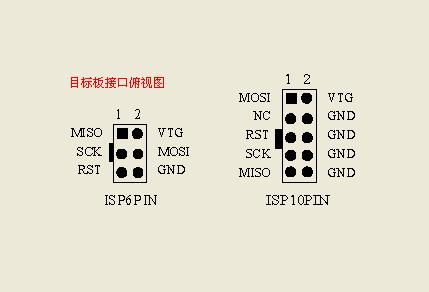 目标板接口俯视图
1 2
MISO VTG
SCK MOSI
RST GND
ISP6PIN
1 2
MOSI VTG
NC GND
RST GND
SCK GND
MISO GND
ISP10PIN